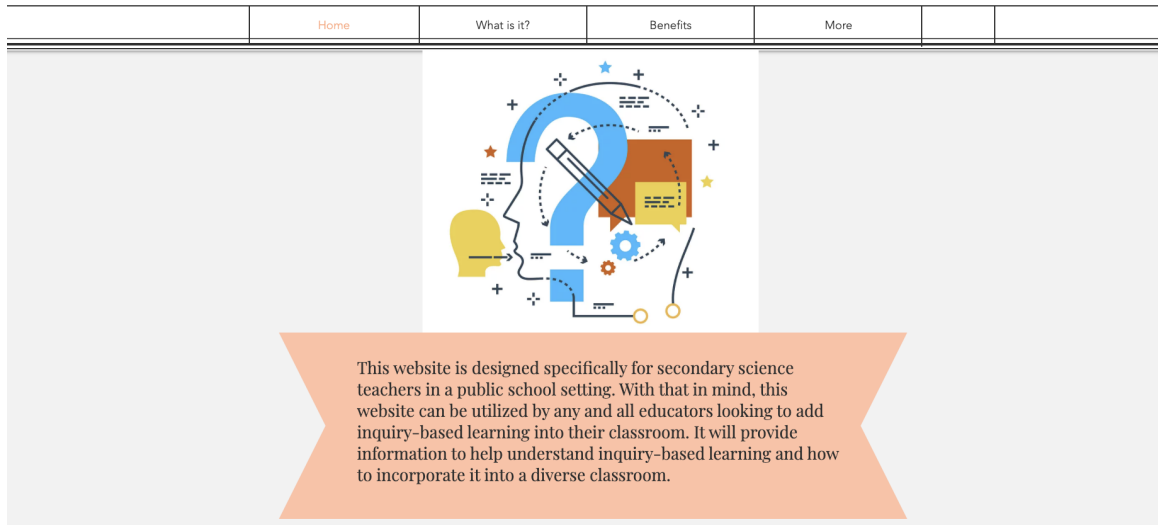 Home
What is it?
Benefits
More
This website is designed specifically for secondary science
teachers in a public school setting. With that in mind, this
website can be utilized by any and all educators looking to add
inquiry-based learning into their classroom. It will provide
information to help understand inquiry-based learning and how
to incorporate it into a diverse classroom.